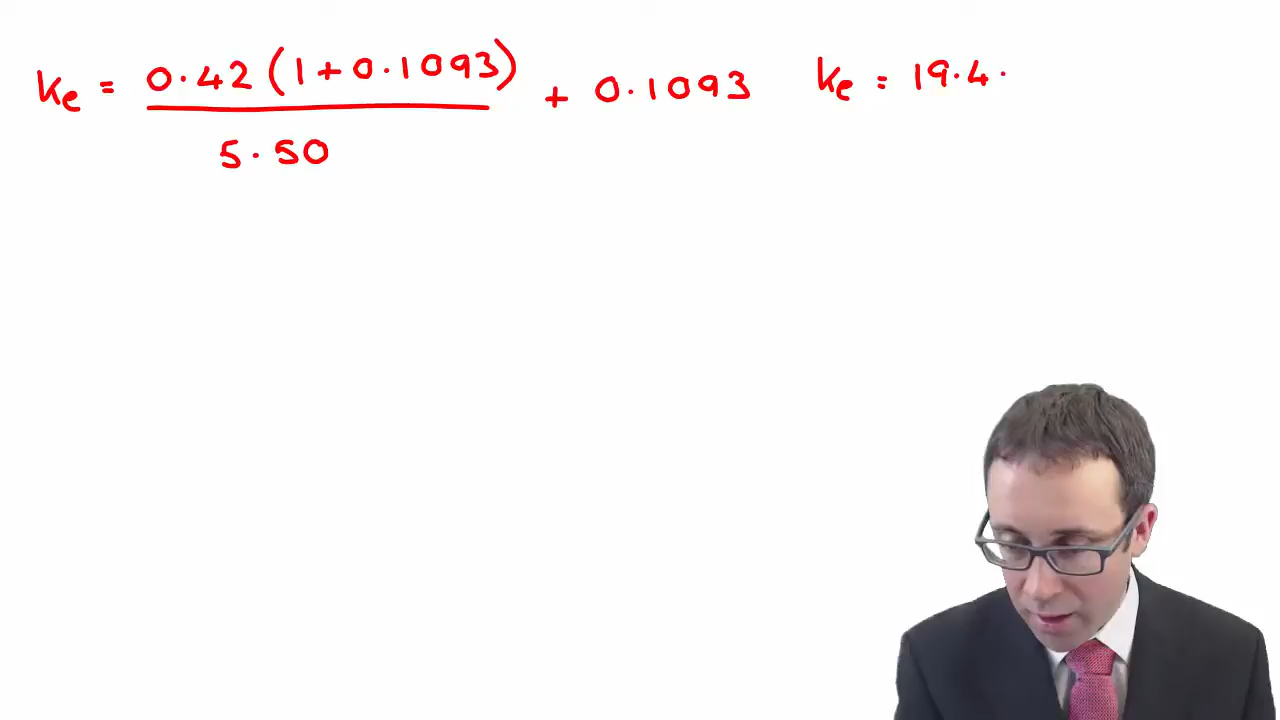 ke = 0.42 (1+0.1093) + 0.1093 ke = 19.4.
5.50